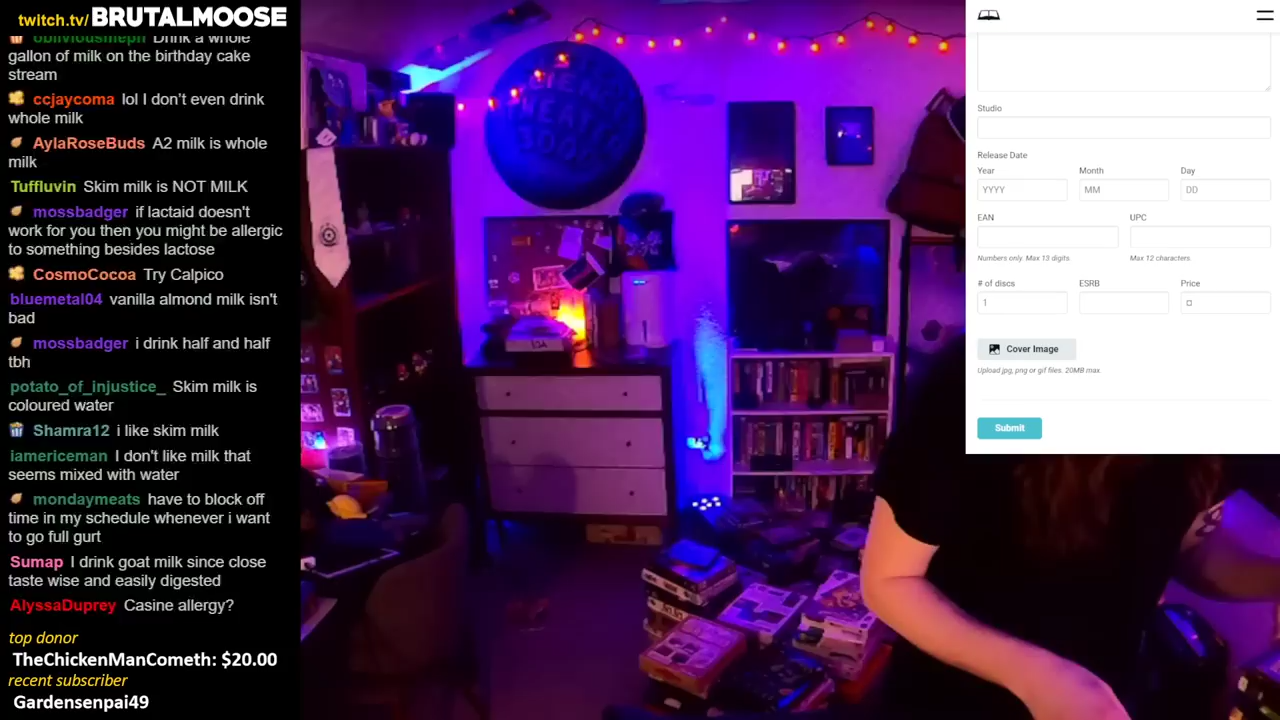 twitch.tv/BRUTALMOOSE
obliviousmeph Drink a whole
gallon of milk on the birthday cake
stream
ccjaycoma lol I don't even drink
whole milk
AylaRoseBuds A2 milk is whole
milk
Tuffluvin Skim milk is NOT MILK
mossbadger if lactaid doesn't
work for you then you might be allergic
to something besides lactose
CosmoCocoa Try Calpico
bluemetal04 vanilla almond milk isn't
bad
mossbadger i drink half and half
tbh
potato_of_injustice_ Skim milk is
coloured water
Shamra12 i like skim milk
iamericeman I don't like milk that
seems mixed with water
mondaymeats have to block off
time in my schedule whenever i want
to go full gurt
Sumap I drink goat milk since close
taste wise and easily digested
AlyssaDuprey Casine allergy?
top donor
TheChickenManCometh: $20.00
recent subscriber
Gardensenpai49
Studio
Release Date
Year Month Day
YYYY MM DD
EAN UPC
Numbers only. Max 13 digits. Max 12 characters.
# of discs ESRB Price
1
Cover Image
Upload jpg, png or gif files. 20MB max.
Submit